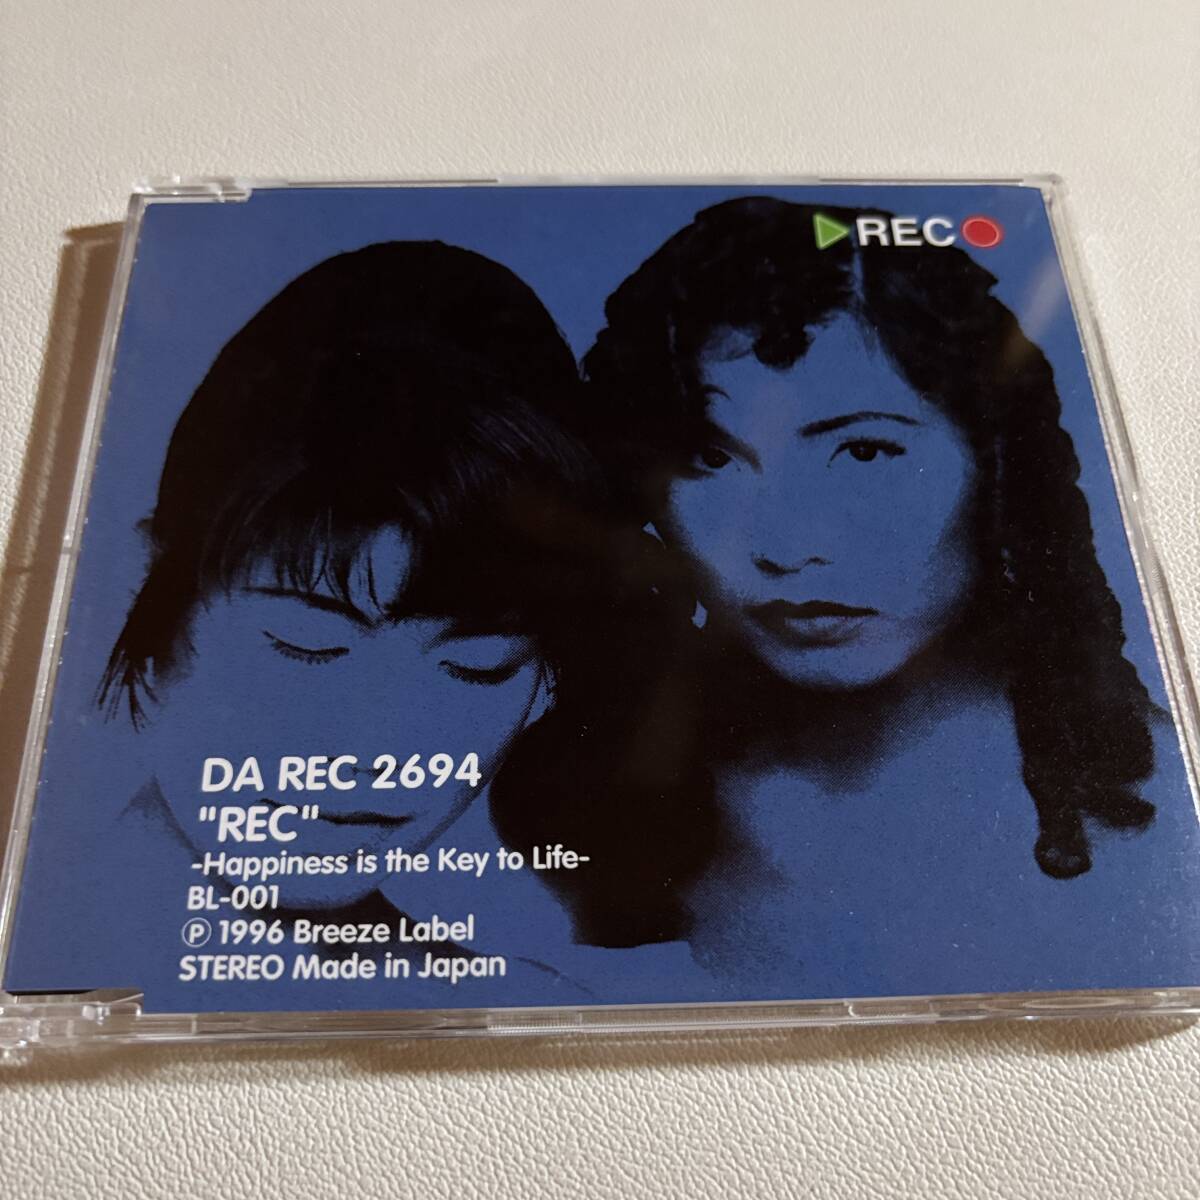 REC
DA REC 2694
"REC"
-Happiness is the Key to Life-
BL-001
Ⓟ 1996 Breeze Label
STEREO Made in Japan